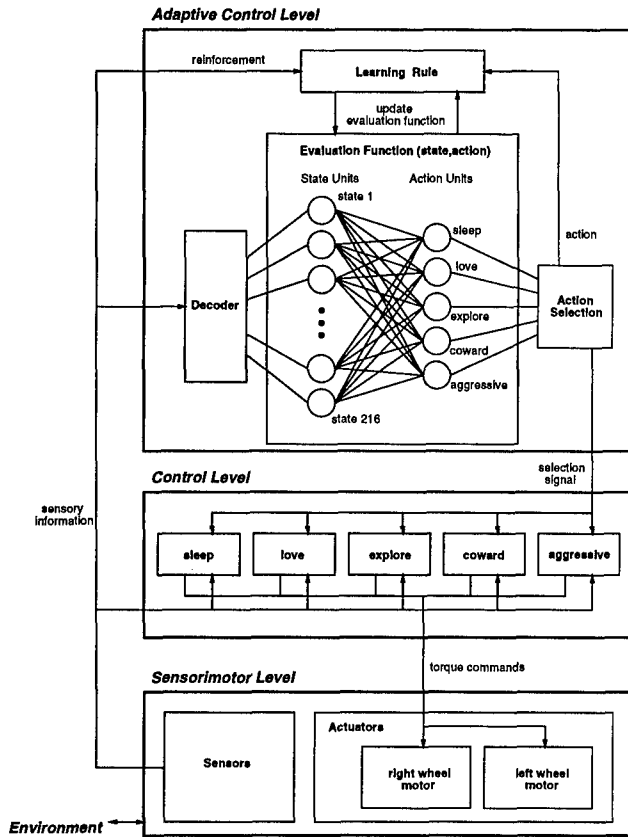 Adaptive Control Level
reinforcement
Learning Rule
update
evaluation function
Evaluation Function (state,action)
State Units
Action Units
state 1
sleep
love
explore
coward
aggressive
state 216
Decoder
action
Action
Selection
selection
signal
sensory
information
Control Level
sleep
love
explore
coward
aggressive
torque commands
Sensorimotor Level
Sensors
Actuators
right wheel
motor
left wheel
motor
Environment